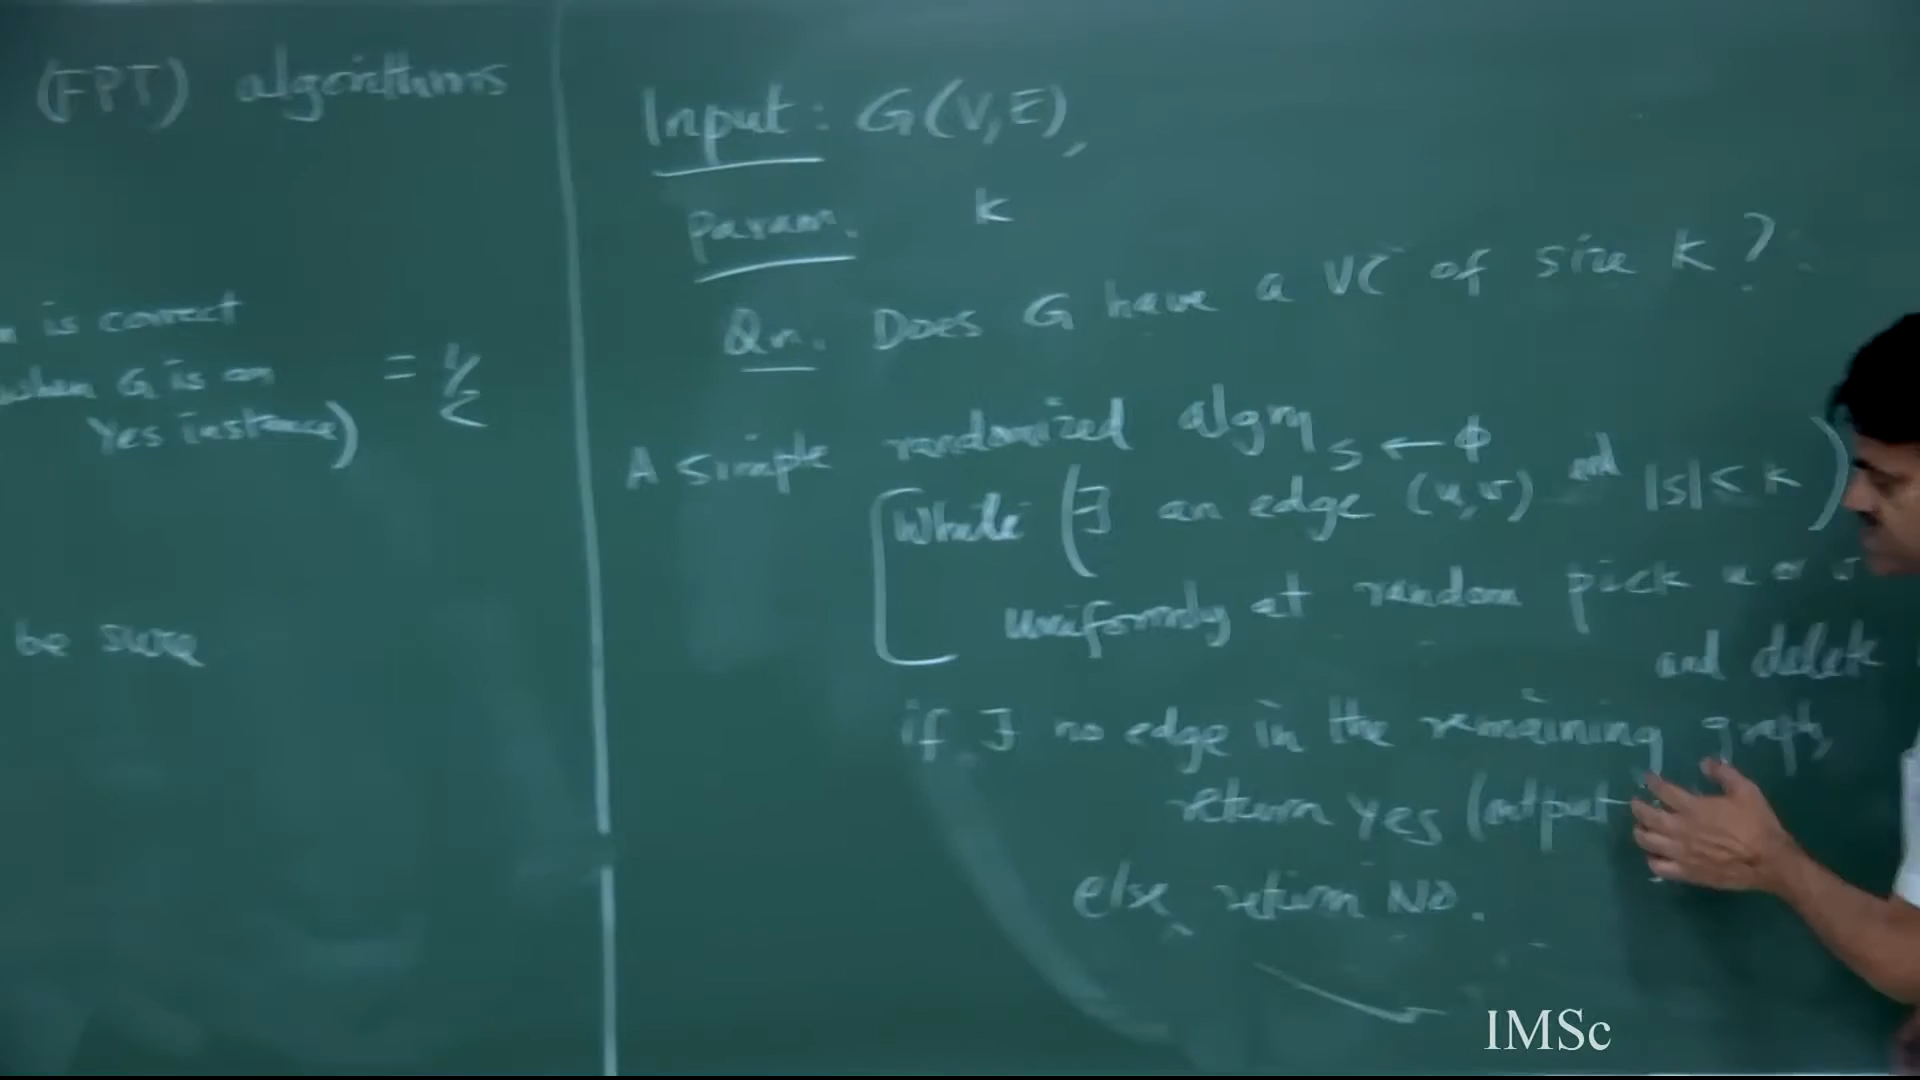 (FPT) algorithms
is correct
when G is an
Yes instance) = 1/2
be sure
Input: G(V,E),
Param. k
Qn. Does G have a VC of size k?
A simple randomized algm S ← φ
While (∃ an edge (u,v) and |S| < k)
uniformly at random pick u or v
and delete
if ∃ no edge in the remaining graph,
return Yes (output
else return No.
IMSc